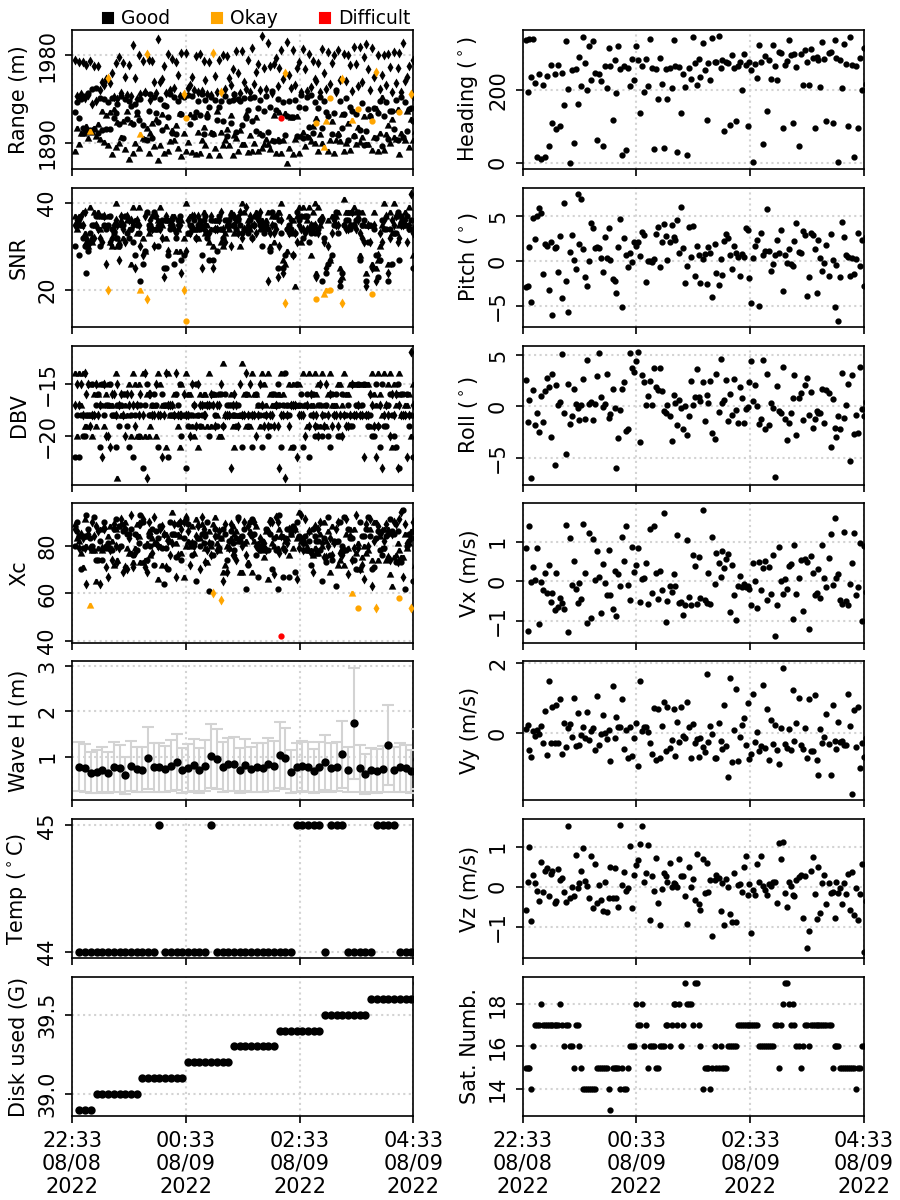 Good Okay Difficult
Range (m)
1980
1890
Heading (°)
200
0
SNR
40
20
Pitch (°)
5
0
−5
DBV
−15
−20
Roll (°)
5
0
−5
Xc
80
60
40
Vx (m/s)
1
0
−1
Wave H (m)
3
2
1
Vy (m/s)
2
0
Temp (°C)
45
44
Vz (m/s)
1
0
−1
Disk used (G)
39.5
39.0
Sat. Numb.
18
16
14
22:33 00:33 02:33 04:33
08/08 08/09 08/09 08/09
2022 2022 2022 2022
22:33 00:33 02:33 04:33
08/08 08/09 08/09 08/09
2022 2022 2022 2022